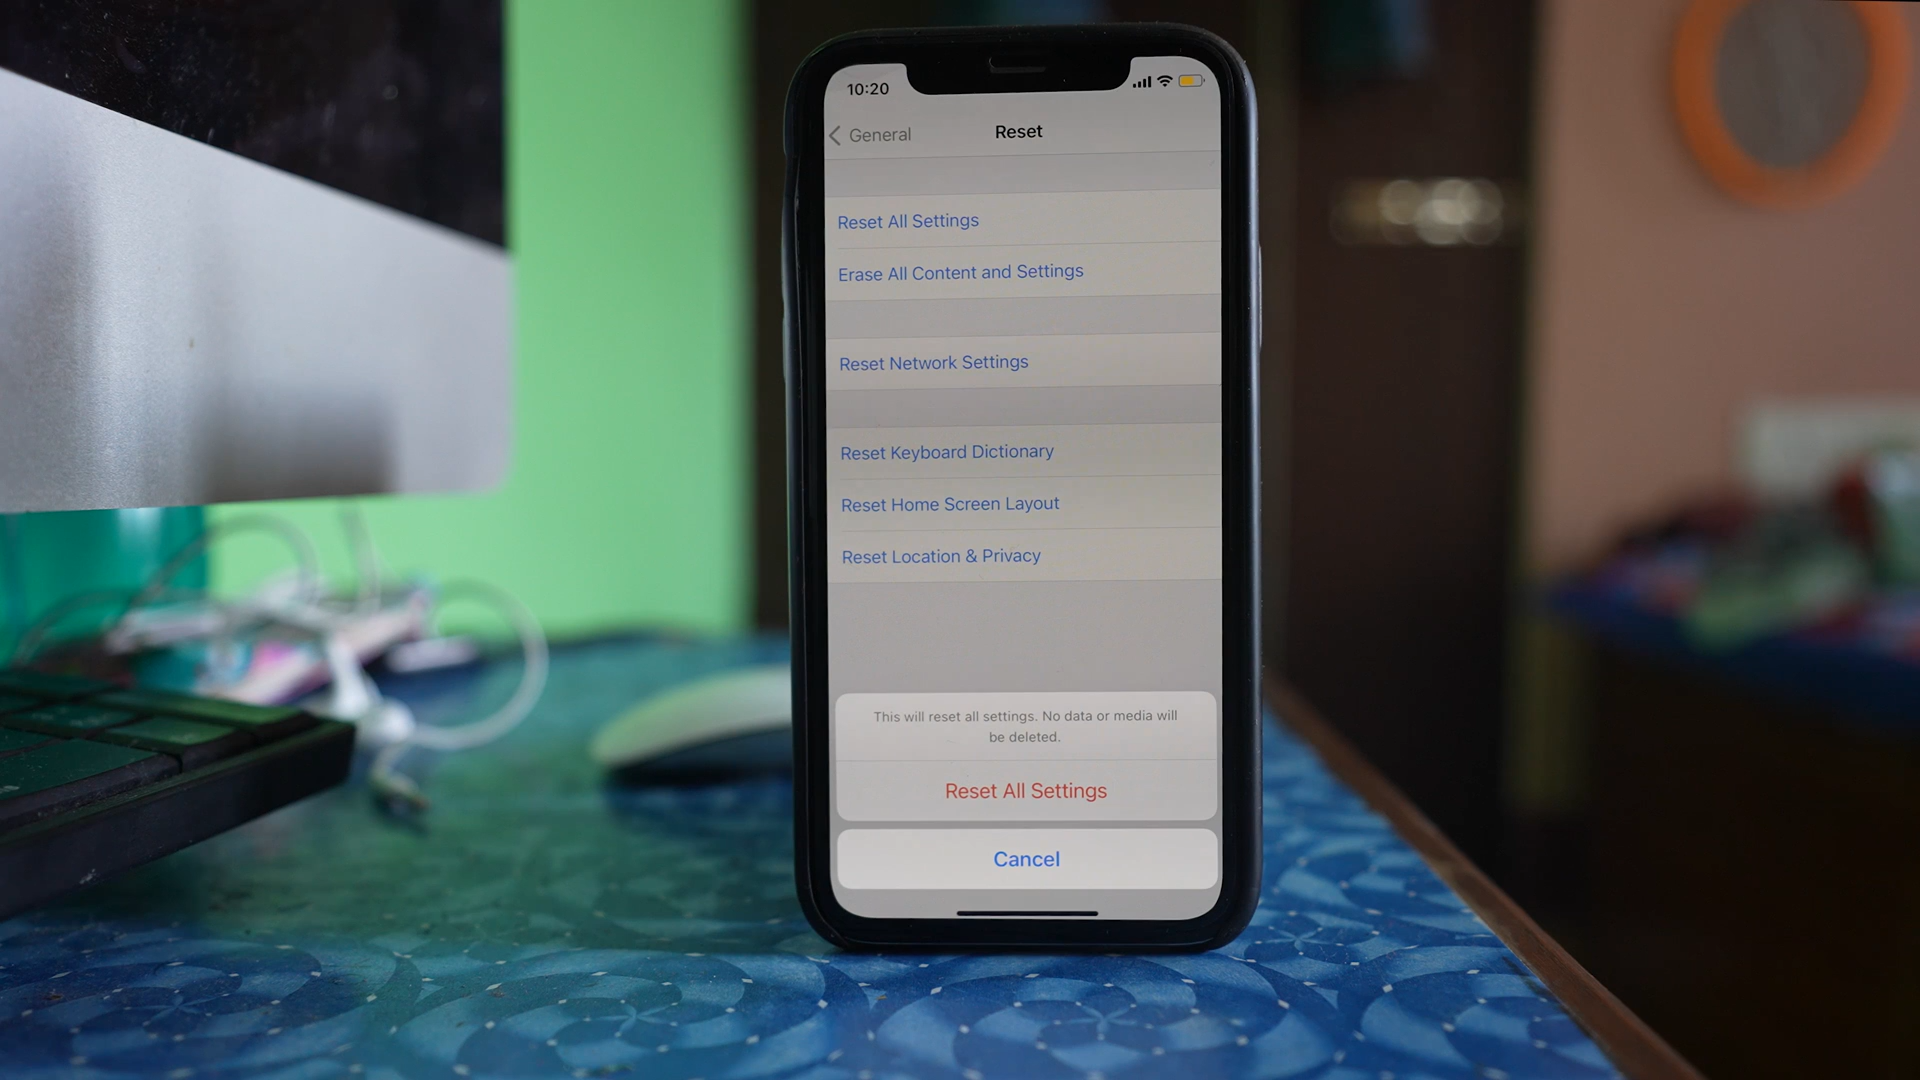 10:20
General
Reset
Reset All Settings
Erase All Content and Settings
Reset Network Settings
Reset Keyboard Dictionary
Reset Home Screen Layout
Reset Location & Privacy
This will reset all settings. No data or media will
be deleted.
Reset All Settings
Cancel